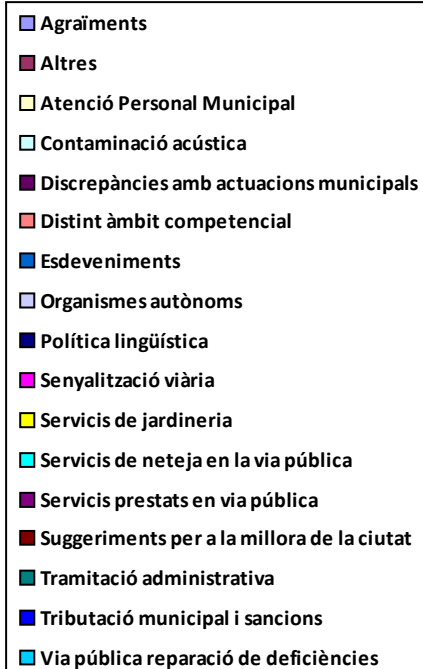 Agraïments
Altres
Atenció Personal Municipal
Contaminació acústica
Discrepàncies amb actuacions municipals
Distint àmbit competencial
Esdeveniments
Organismes autònoms
Política lingüística
Senyalització viària
Servicis de jardineria
Servicis de neteja en la via pública
Servicis prestats en via pública
Suggeriments per a la millora de la ciutat
Tramitació administrativa
Tributació municipal i sancions
Via pública reparació de deficiències